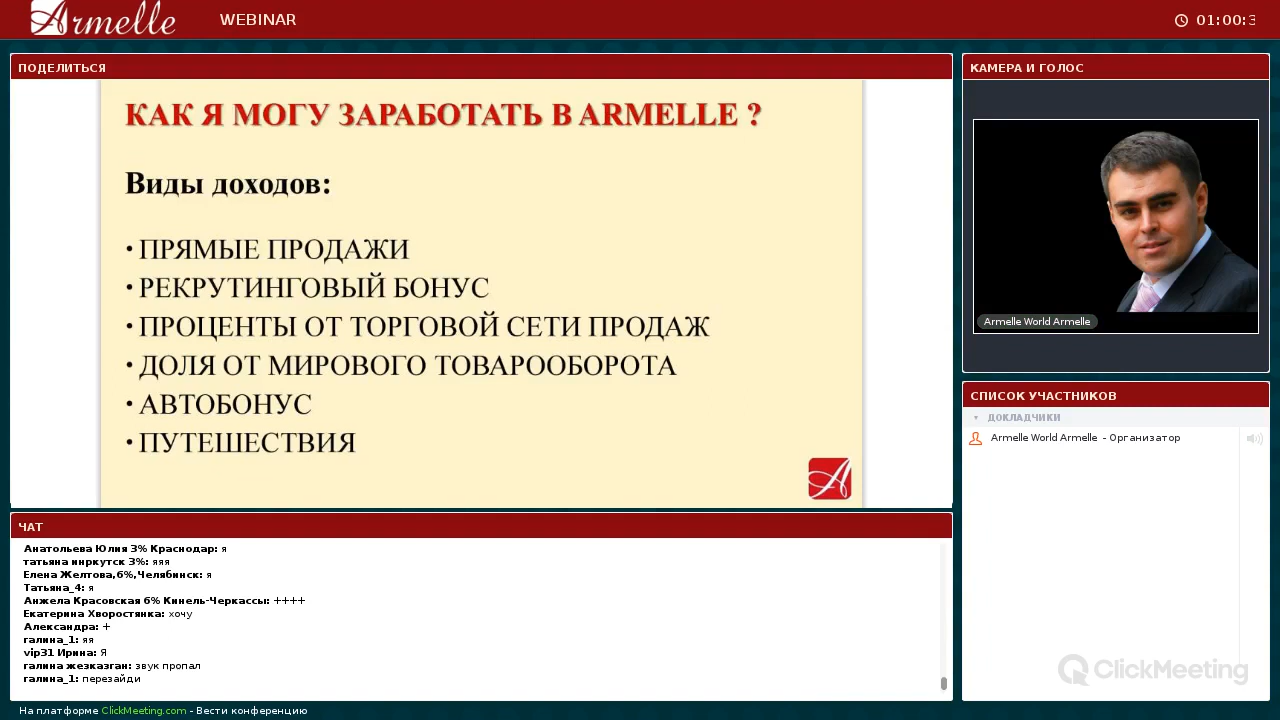 Armelle
WEBINAR
01:00:3
ПОДЕЛИТЬСЯ
КАК Я МОГУ ЗАРАБОТАТЬ В ARMELLE ?
Виды доходов:
• ПРЯМЫЕ ПРОДАЖИ
• РЕКРУТИНГОВЫЙ БОНУС
• ПРОЦЕНТЫ ОТ ТОРГОВОЙ СЕТИ ПРОДАЖ
• ДОЛЯ ОТ МИРОВОГО ТОВАРООБОРОТА
• АВТОБОНУС
• ПУТЕШЕСТВИЯ
A
КАМЕРА И ГОЛОС
Armelle World Armelle
СПИСОК УЧАСТНИКОВ
ДОКЛАДЧИКИ
Armelle World Armelle - Организатор
ClickMeeting
ЧАТ
Анатольева Юлия 3% Краснодар: я
татьяна инркутск 3%: яяя
Елена Желтова,6%,Челябинск: я
Татьяна_4: я
Анжела Красовская 6% Кинель-Черкассы: ++++
Екатерина Хворостянка: хочу
Александра: +
галина_1: яя
vip31 Ирина: Я
галина жезказган: звук пропал
галина_1: перезайди
На платформе ClickMeeting.com - Вести конференцию